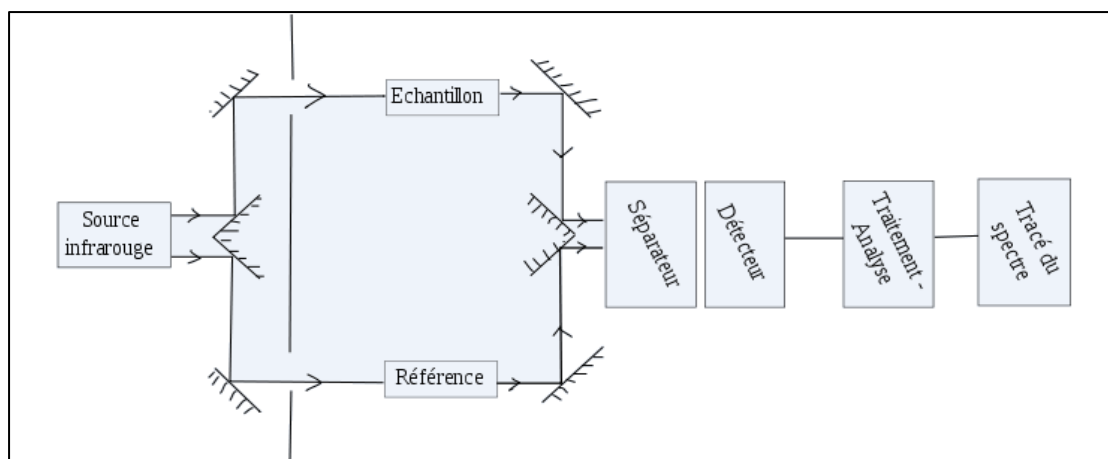 Echantillon
Source
infrarouge
Séparateur
Détecteur
Traitement -
Analyse
Tracé du
spectre
Référence